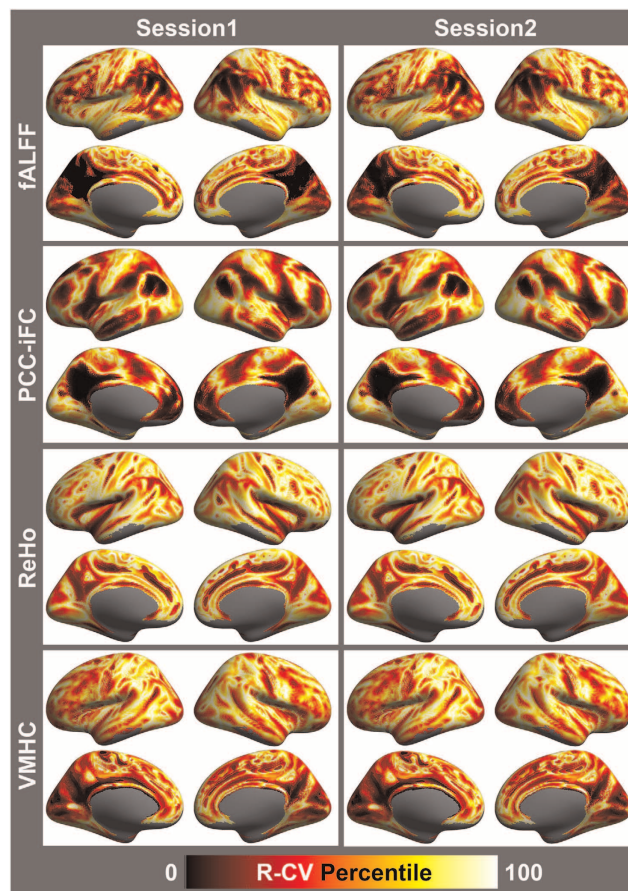 Session1 Session2
fALFF
PCC-iFC
ReHo
VMHC
0 R-CV Percentile 100